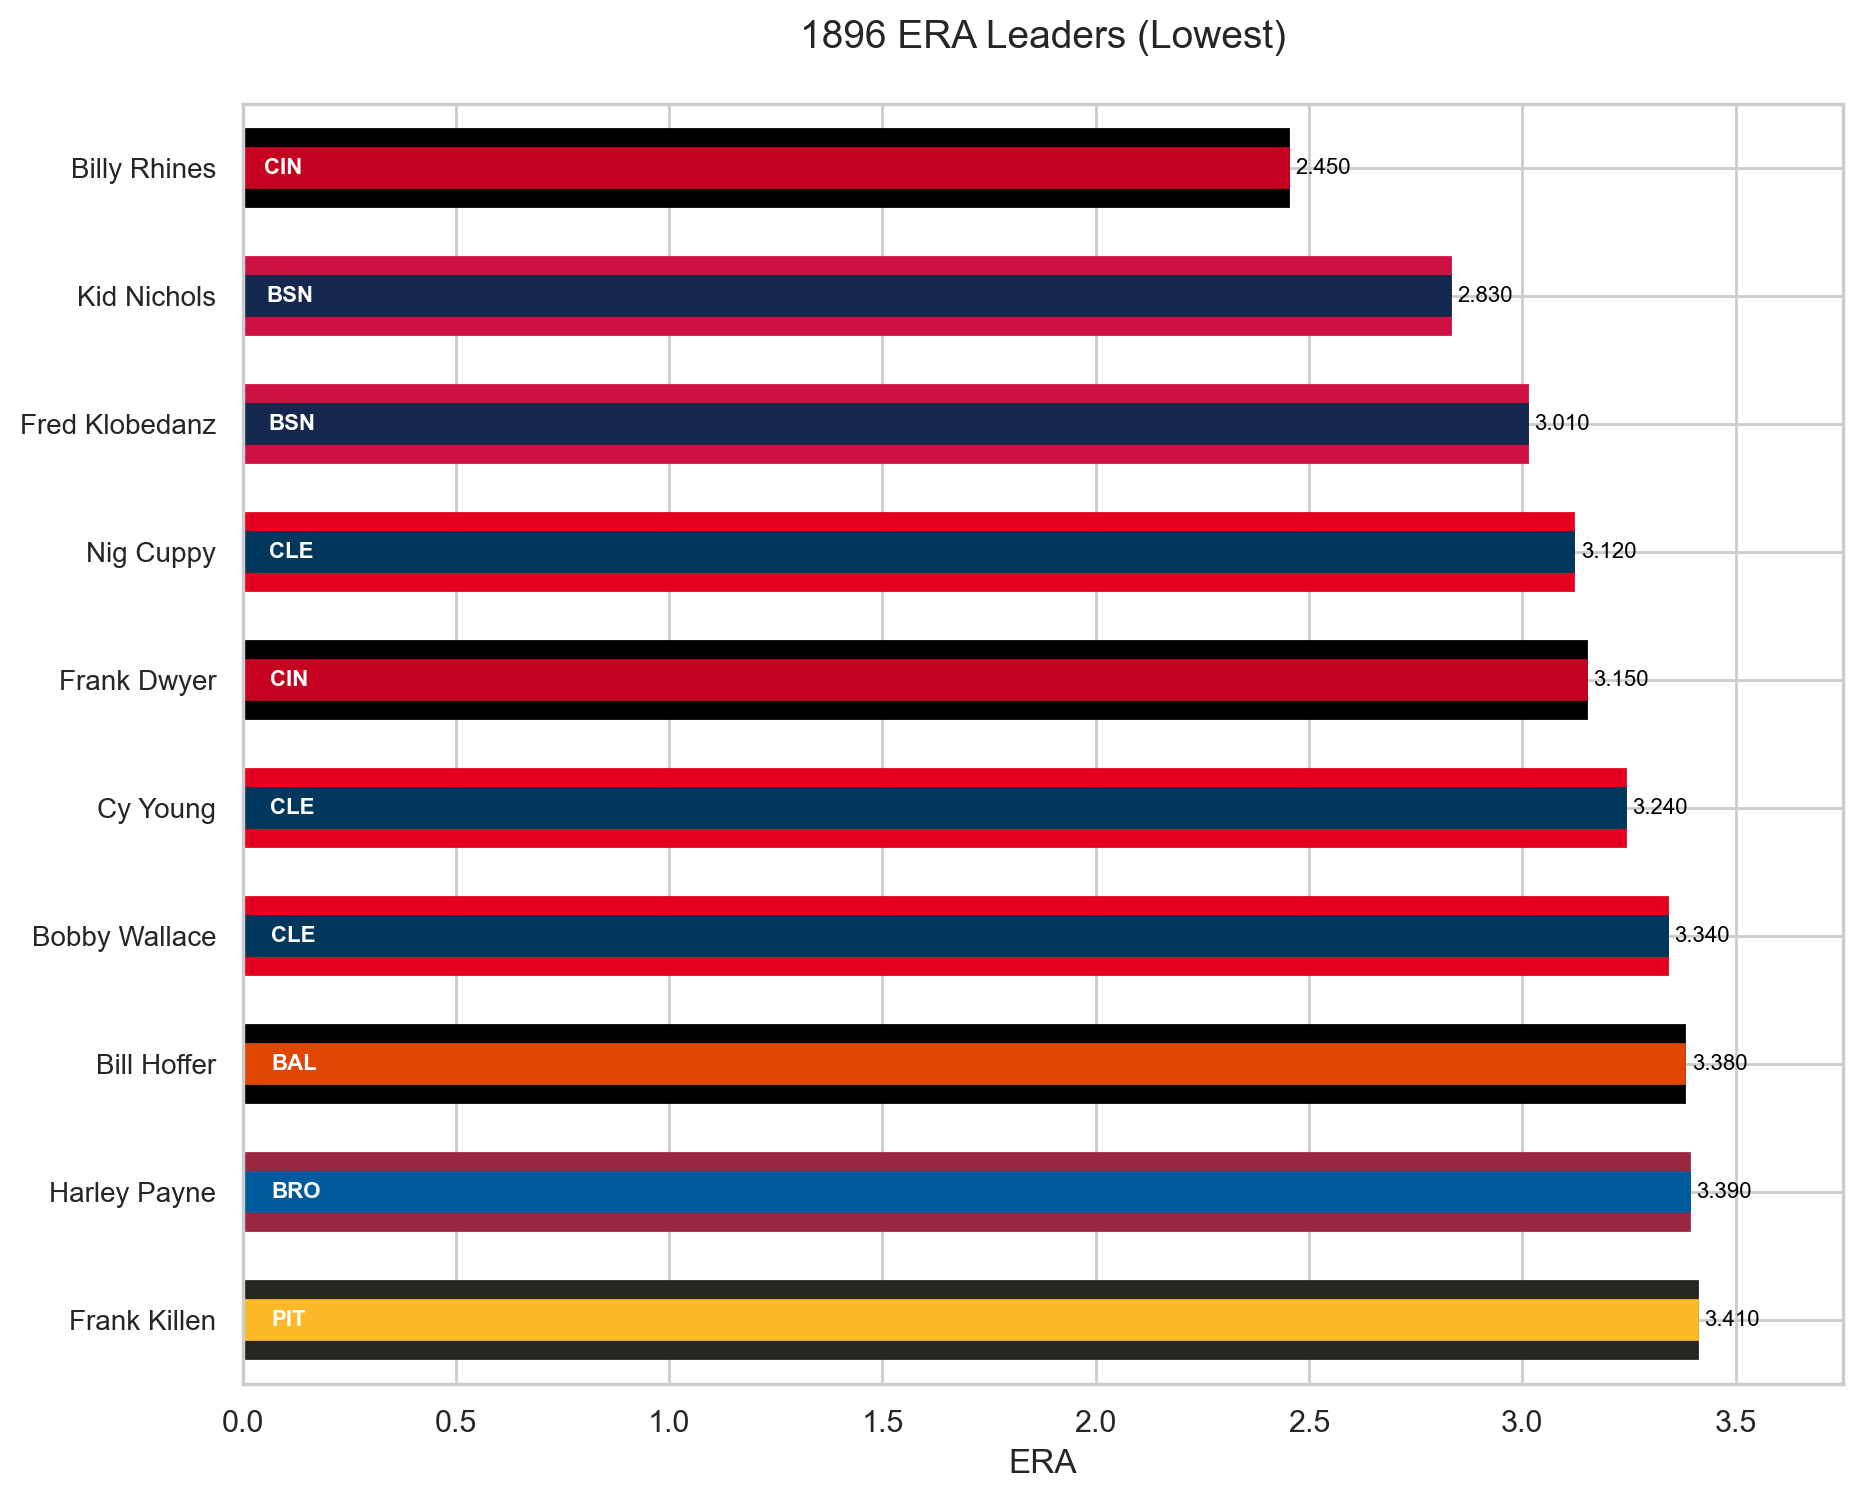 1896 ERA Leaders (Lowest)
Billy Rhines CIN 2.450
Kid Nichols BSN 2.830
Fred Klobedanz BSN 3.010
Nig Cuppy CLE 3.120
Frank Dwyer CIN 3.150
Cy Young CLE 3.240
Bobby Wallace CLE 3.340
Bill Hoffer BAL 3.380
Harley Payne BRO 3.390
Frank Killen PIT 3.410
0.0 0.5 1.0 1.5 2.0 2.5 3.0 3.5
ERA